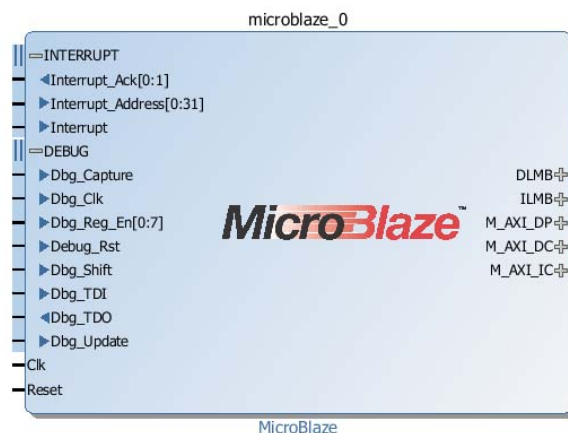 microblaze_0
INTERRUPT
Interrupt_Ack[0:1]
Interrupt_Address[0:31]
Interrupt
DEBUG
Dbg_Capture
Dbg_Clk
Dbg_Reg_En[0:7]
Debug_Rst
Dbg_Shift
Dbg_TDI
Dbg_TDO
Dbg_Update
Clk
Reset
MicroBlaze™
DLMB
ILMB
M_AXI_DP
M_AXI_DC
M_AXI_IC
MicroBlaze